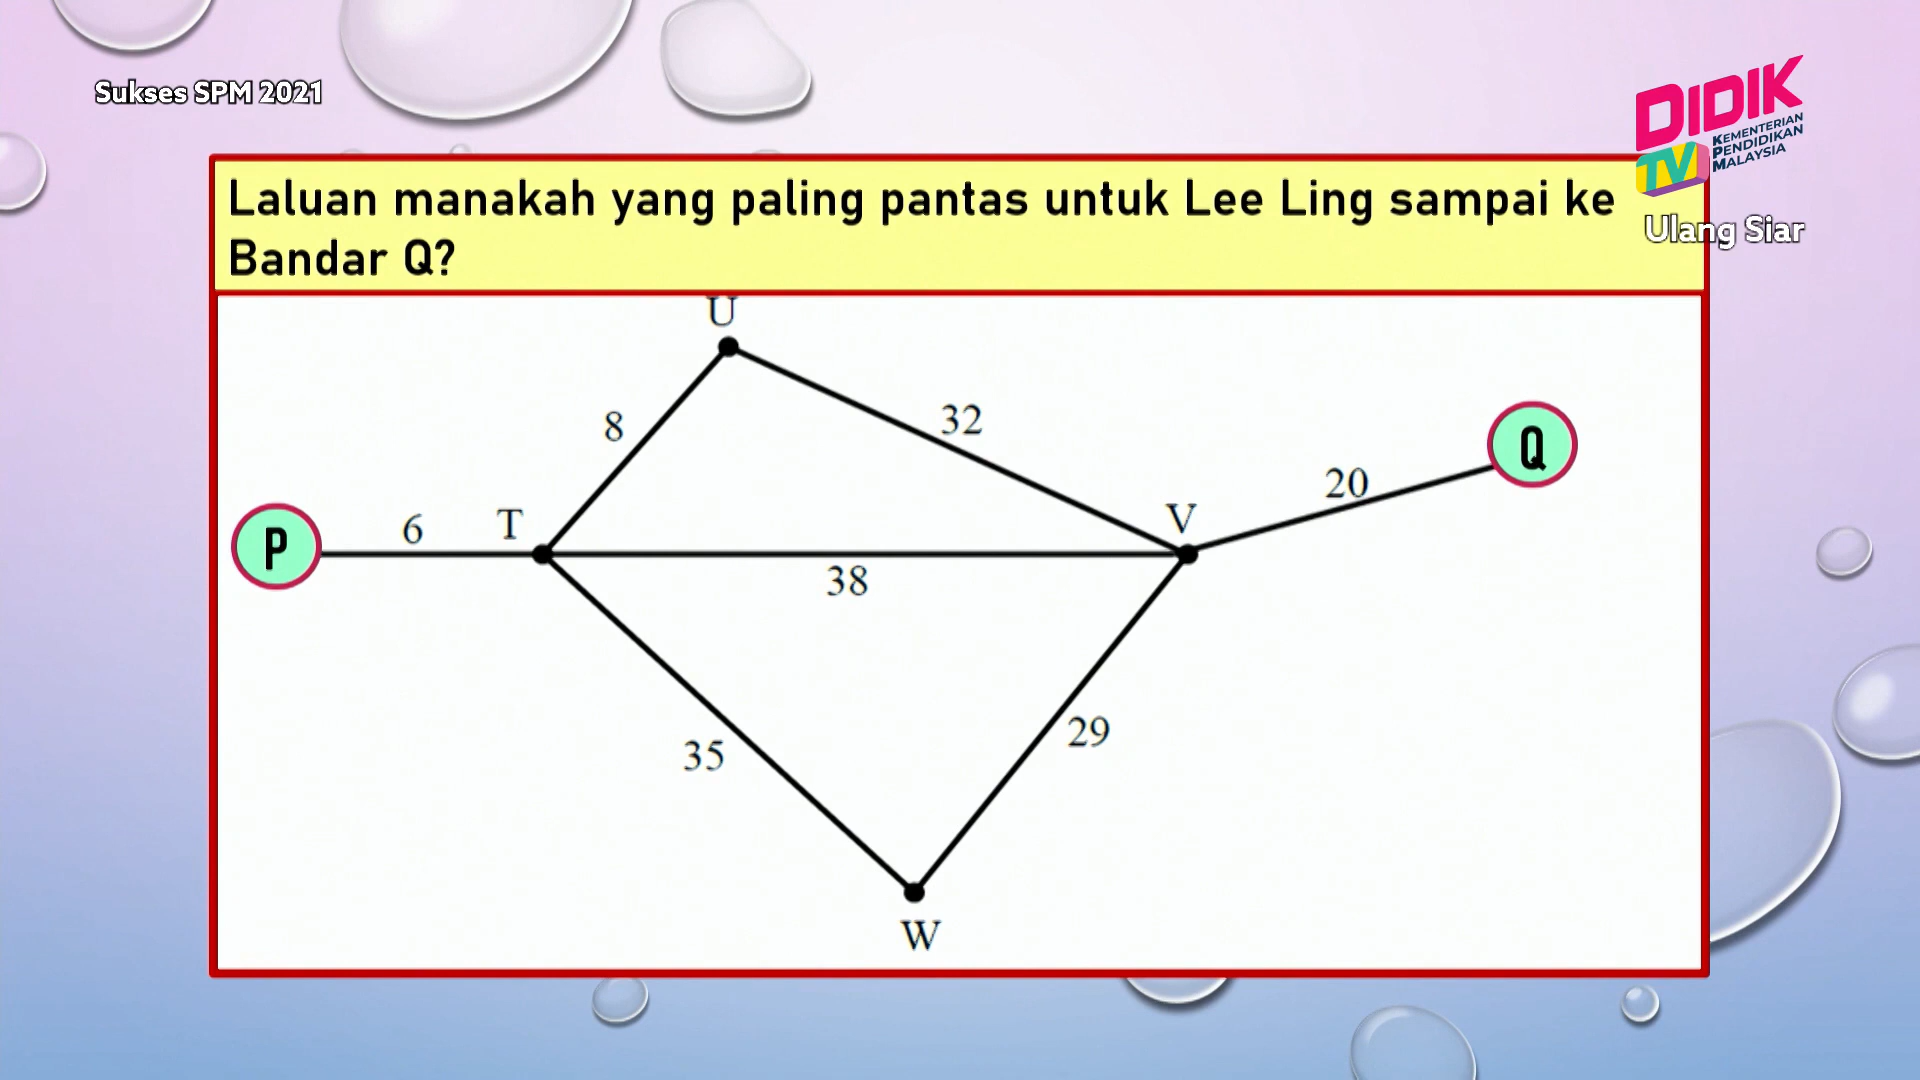 Sukses SPM 2021
DIDIK
TV
KEMENTERIAN
PENDIDIKAN
MALAYSIA
Ulang Siar
Laluan manakah yang paling pantas untuk Lee Ling sampai ke
Bandar Q?
U
8
32
Q
20
P
6
T
V
38
35
29
W